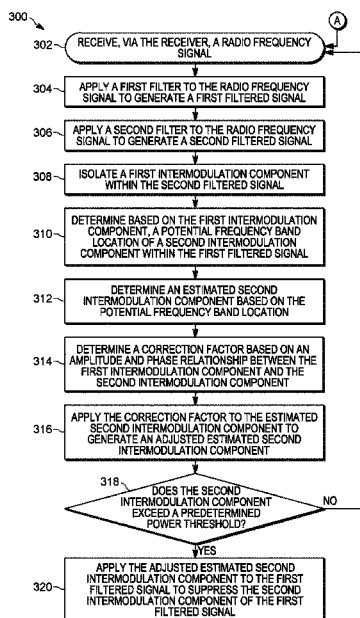 300
A
302
RECEIVE, VIA THE RECEIVER, A RADIO FREQUENCY
SIGNAL
304
APPLY A FIRST FILTER TO THE RADIO FREQUENCY
SIGNAL TO GENERATE A FIRST FILTERED SIGNAL
306
APPLY A SECOND FILTER TO THE RADIO FREQUENCY
SIGNAL TO GENERATE A SECOND FILTERED SIGNAL
308
ISOLATE A FIRST INTERMODULATION COMPONENT
WITHIN THE SECOND FILTERED SIGNAL
310
DETERMINE BASED ON THE FIRST INTERMODULATION
COMPONENT, A POTENTIAL FREQUENCY BAND
LOCATION OF A SECOND INTERMODULATION
COMPONENT WITHIN THE FIRST FILTERED SIGNAL
312
DETERMINE AN ESTIMATED SECOND
INTERMODULATION COMPONENT BASED ON THE
POTENTIAL FREQUENCY BAND LOCATION
314
DETERMINE A CORRECTION FACTOR BASED ON AN
AMPLITUDE AND PHASE RELATIONSHIP BETWEEN THE
FIRST INTERMODULATION COMPONENT AND THE
SECOND INTERMODULATION COMPONENT
316
APPLY THE CORRECTION FACTOR TO THE ESTIMATED
SECOND INTERMODULATION COMPONENT TO
GENERATE AN ADJUSTED ESTIMATED SECOND
INTERMODULATION COMPONENT
318
DOES THE SECOND
INTERMODULATION COMPONENT
EXCEED A PREDETERMINED
POWER THRESHOLD?
NO
YES
320
APPLY THE ADJUSTED ESTIMATED SECOND
INTERMODULATION COMPONENT TO THE FIRST
FILTERED SIGNAL TO SUPPRESS THE SECOND
INTERMODULATION COMPONENT OF THE FIRST
FILTERED SIGNAL